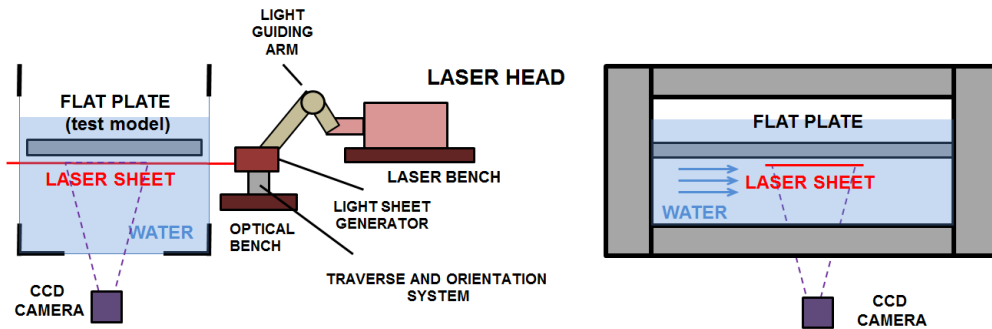 LIGHT
GUIDING
ARM
LASER HEAD
FLAT PLATE
(test model)
LASER SHEET
WATER
LASER BENCH
LIGHT SHEET
GENERATOR
OPTICAL
BENCH
TRAVERSE AND ORIENTATION
SYSTEM
CCD
CAMERA
FLAT PLATE
LASER SHEET
WATER
CCD
CAMERA